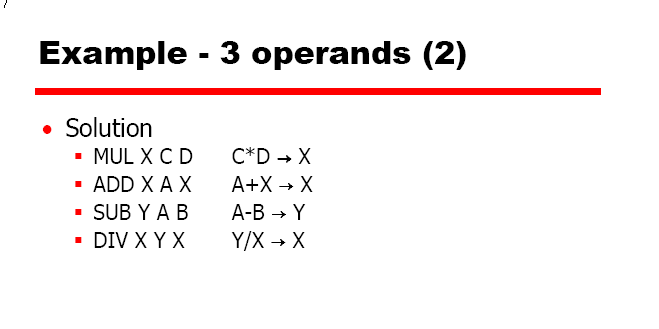 Example - 3 operands (2)
• Solution
▪ MUL X C D C*D → X
▪ ADD X A X A+X → X
▪ SUB Y A B A-B → Y
▪ DIV X Y X Y/X → X